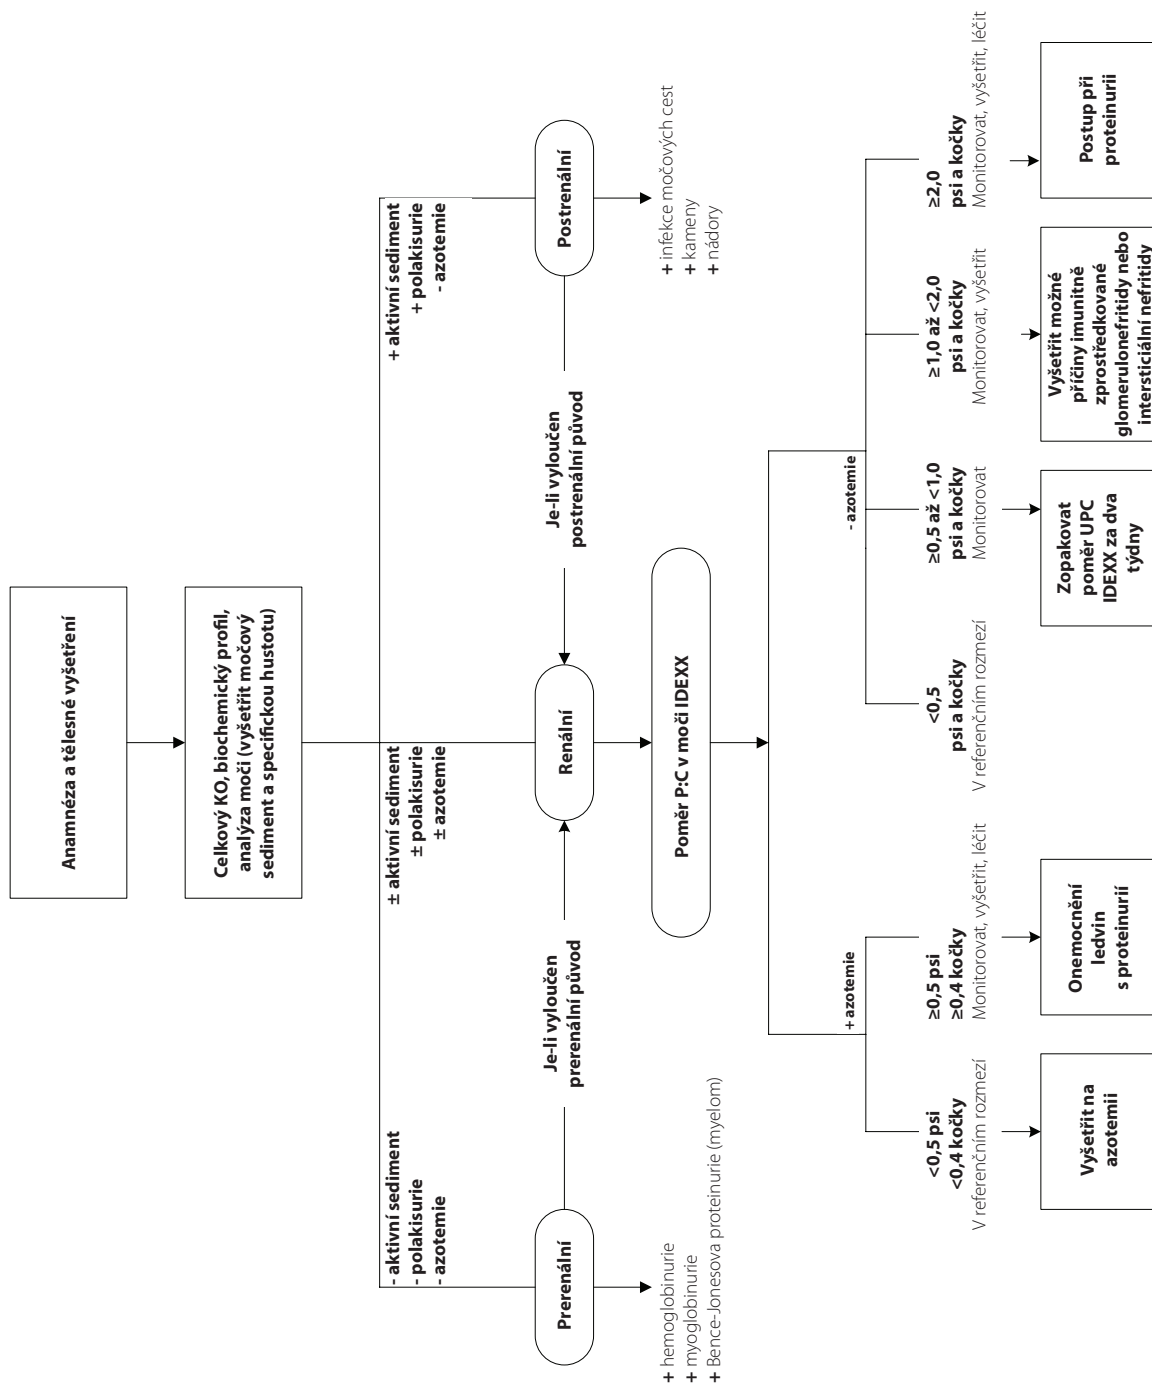 Anamnéza a tělesné vyšetření
Celkový KO, biochemický profil,
analýza moči (vyšetřit močový
sediment a specifickou hustotu)
- aktivní sediment
- polakisurie
- azotemie
± aktivní sediment
± polakisurie
± azotemie
+ aktivní sediment
+ polakisurie
- azotemie
Prerenální
Je-li vyloučen
prerenální původ
Renální
Je-li vyloučen
postrenální původ
Postrenální
+ hemoglobinurie
+ myoglobinurie
+ Bence-Jonesova proteinurie (myelom)
Poměr P:C v moči IDEXX
+ infekce močových cest
+ kameny
+ nádory
+ azotemie
- azotemie
<0,5 psi
<0,4 kočky
V referenčním rozmezí
≥0,5 psi
≥0,4 kočky
Monitorovat, vyšetřit, léčit
<0,5
psi a kočky
V referenčním rozmezí
≥0,5 až <1,0
psi a kočky
Monitorovat
≥1,0 až <2,0
psi a kočky
Monitorovat, vyšetřit
≥2,0
psi a kočky
Monitorovat, vyšetřit, léčit
Vyšetřit na
azotemii
Onemocnění
ledvin
s proteinurií
Zopakovat
poměr UPC
IDEXX za dva
týdny
Vyšetřit možné
příčiny imunitně
zprostředkované
glomerulonefritidy nebo
intersticiální nefritidy
Postup při
proteinurii